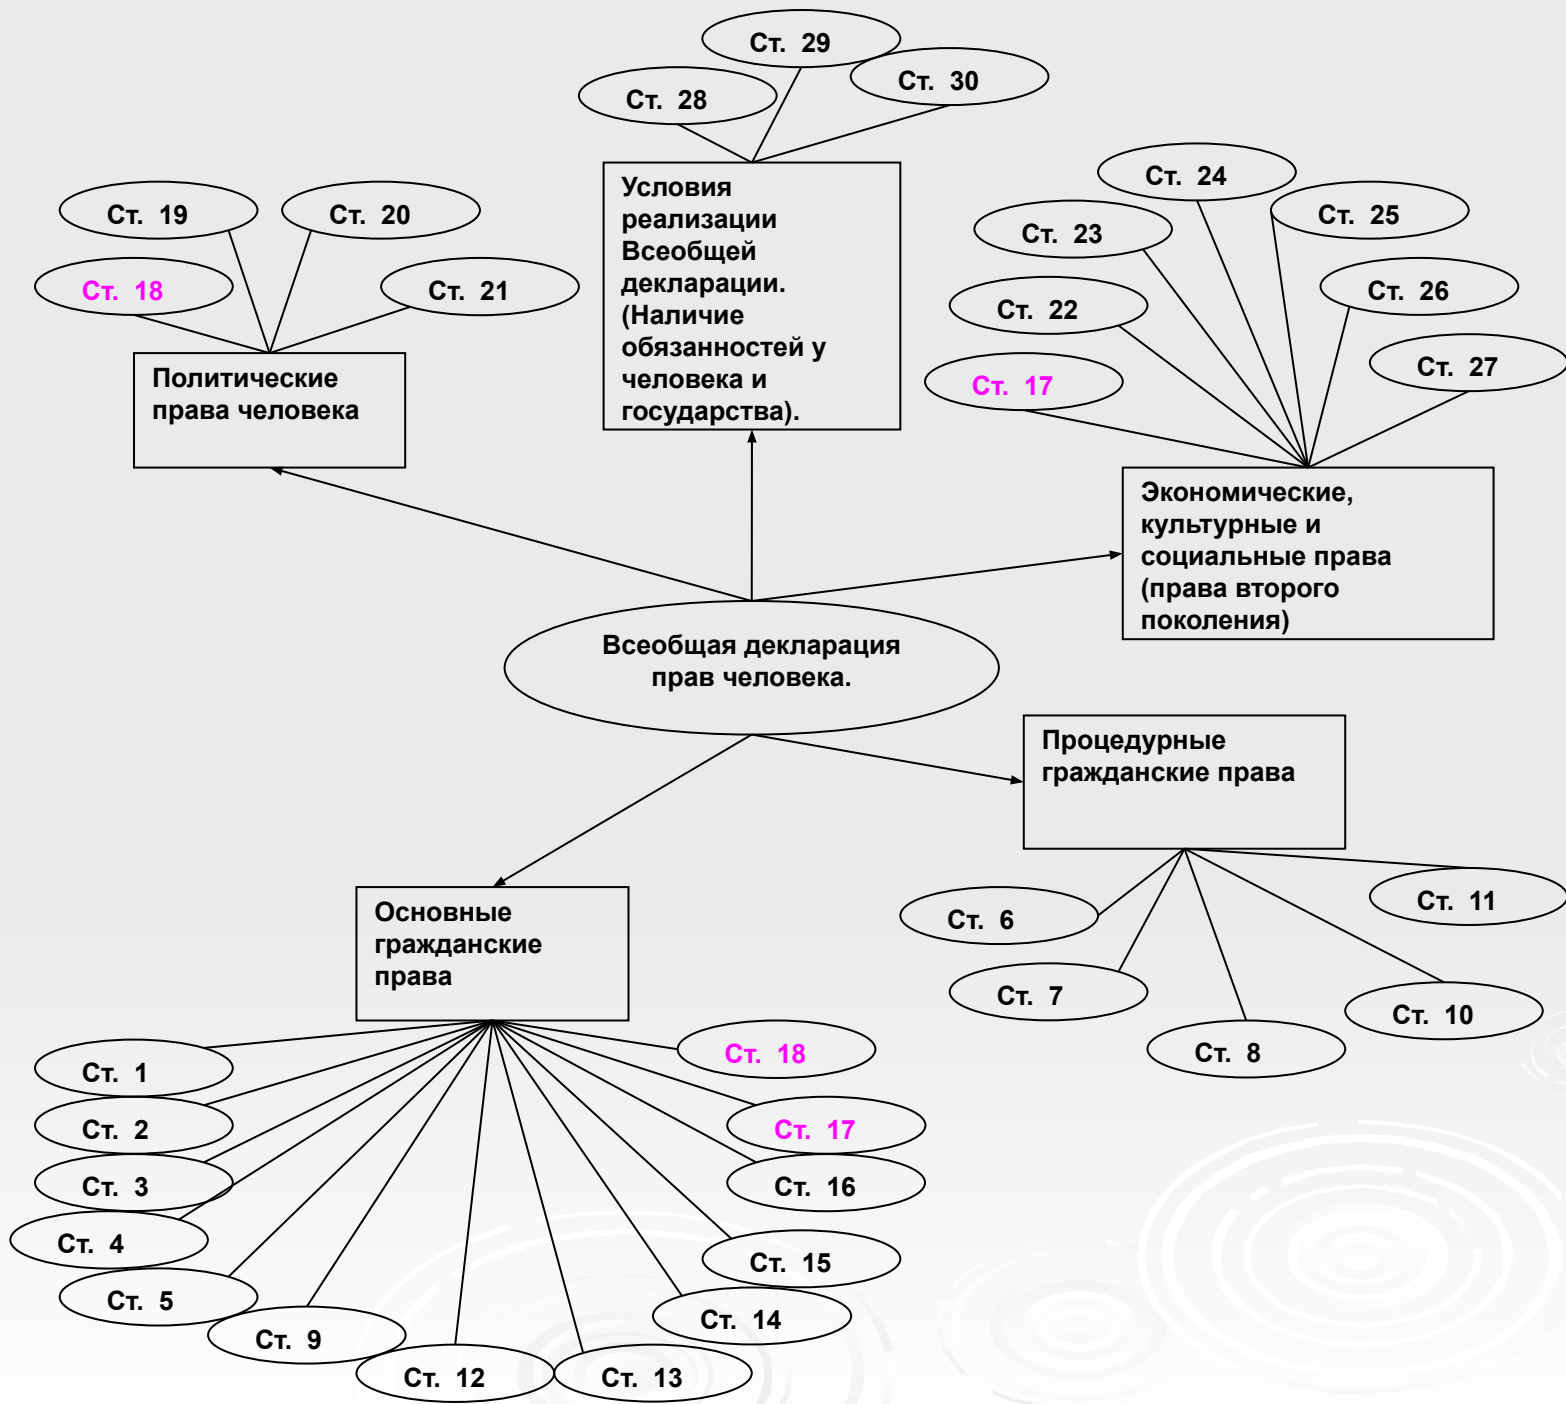 Ст. 29
Ст. 28
Ст. 30
Условия
реализации
Всеобщей
декларации.
(Наличие
обязанностей у
человека и
государства).
Ст. 19
Ст. 20
Ст. 18
Ст. 21
Политические
права человека
Ст. 24
Ст. 23
Ст. 25
Ст. 22
Ст. 26
Ст. 17
Ст. 27
Экономические,
культурные и
социальные права
(права второго
поколения)
Всеобщая декларация
прав человека.
Процедурные
гражданские права
Ст. 6
Ст. 11
Ст. 7
Ст. 10
Ст. 8
Основные
гражданские
права
Ст. 1
Ст. 18
Ст. 2
Ст. 17
Ст. 3
Ст. 16
Ст. 4
Ст. 15
Ст. 5
Ст. 14
Ст. 9
Ст. 12
Ст. 13